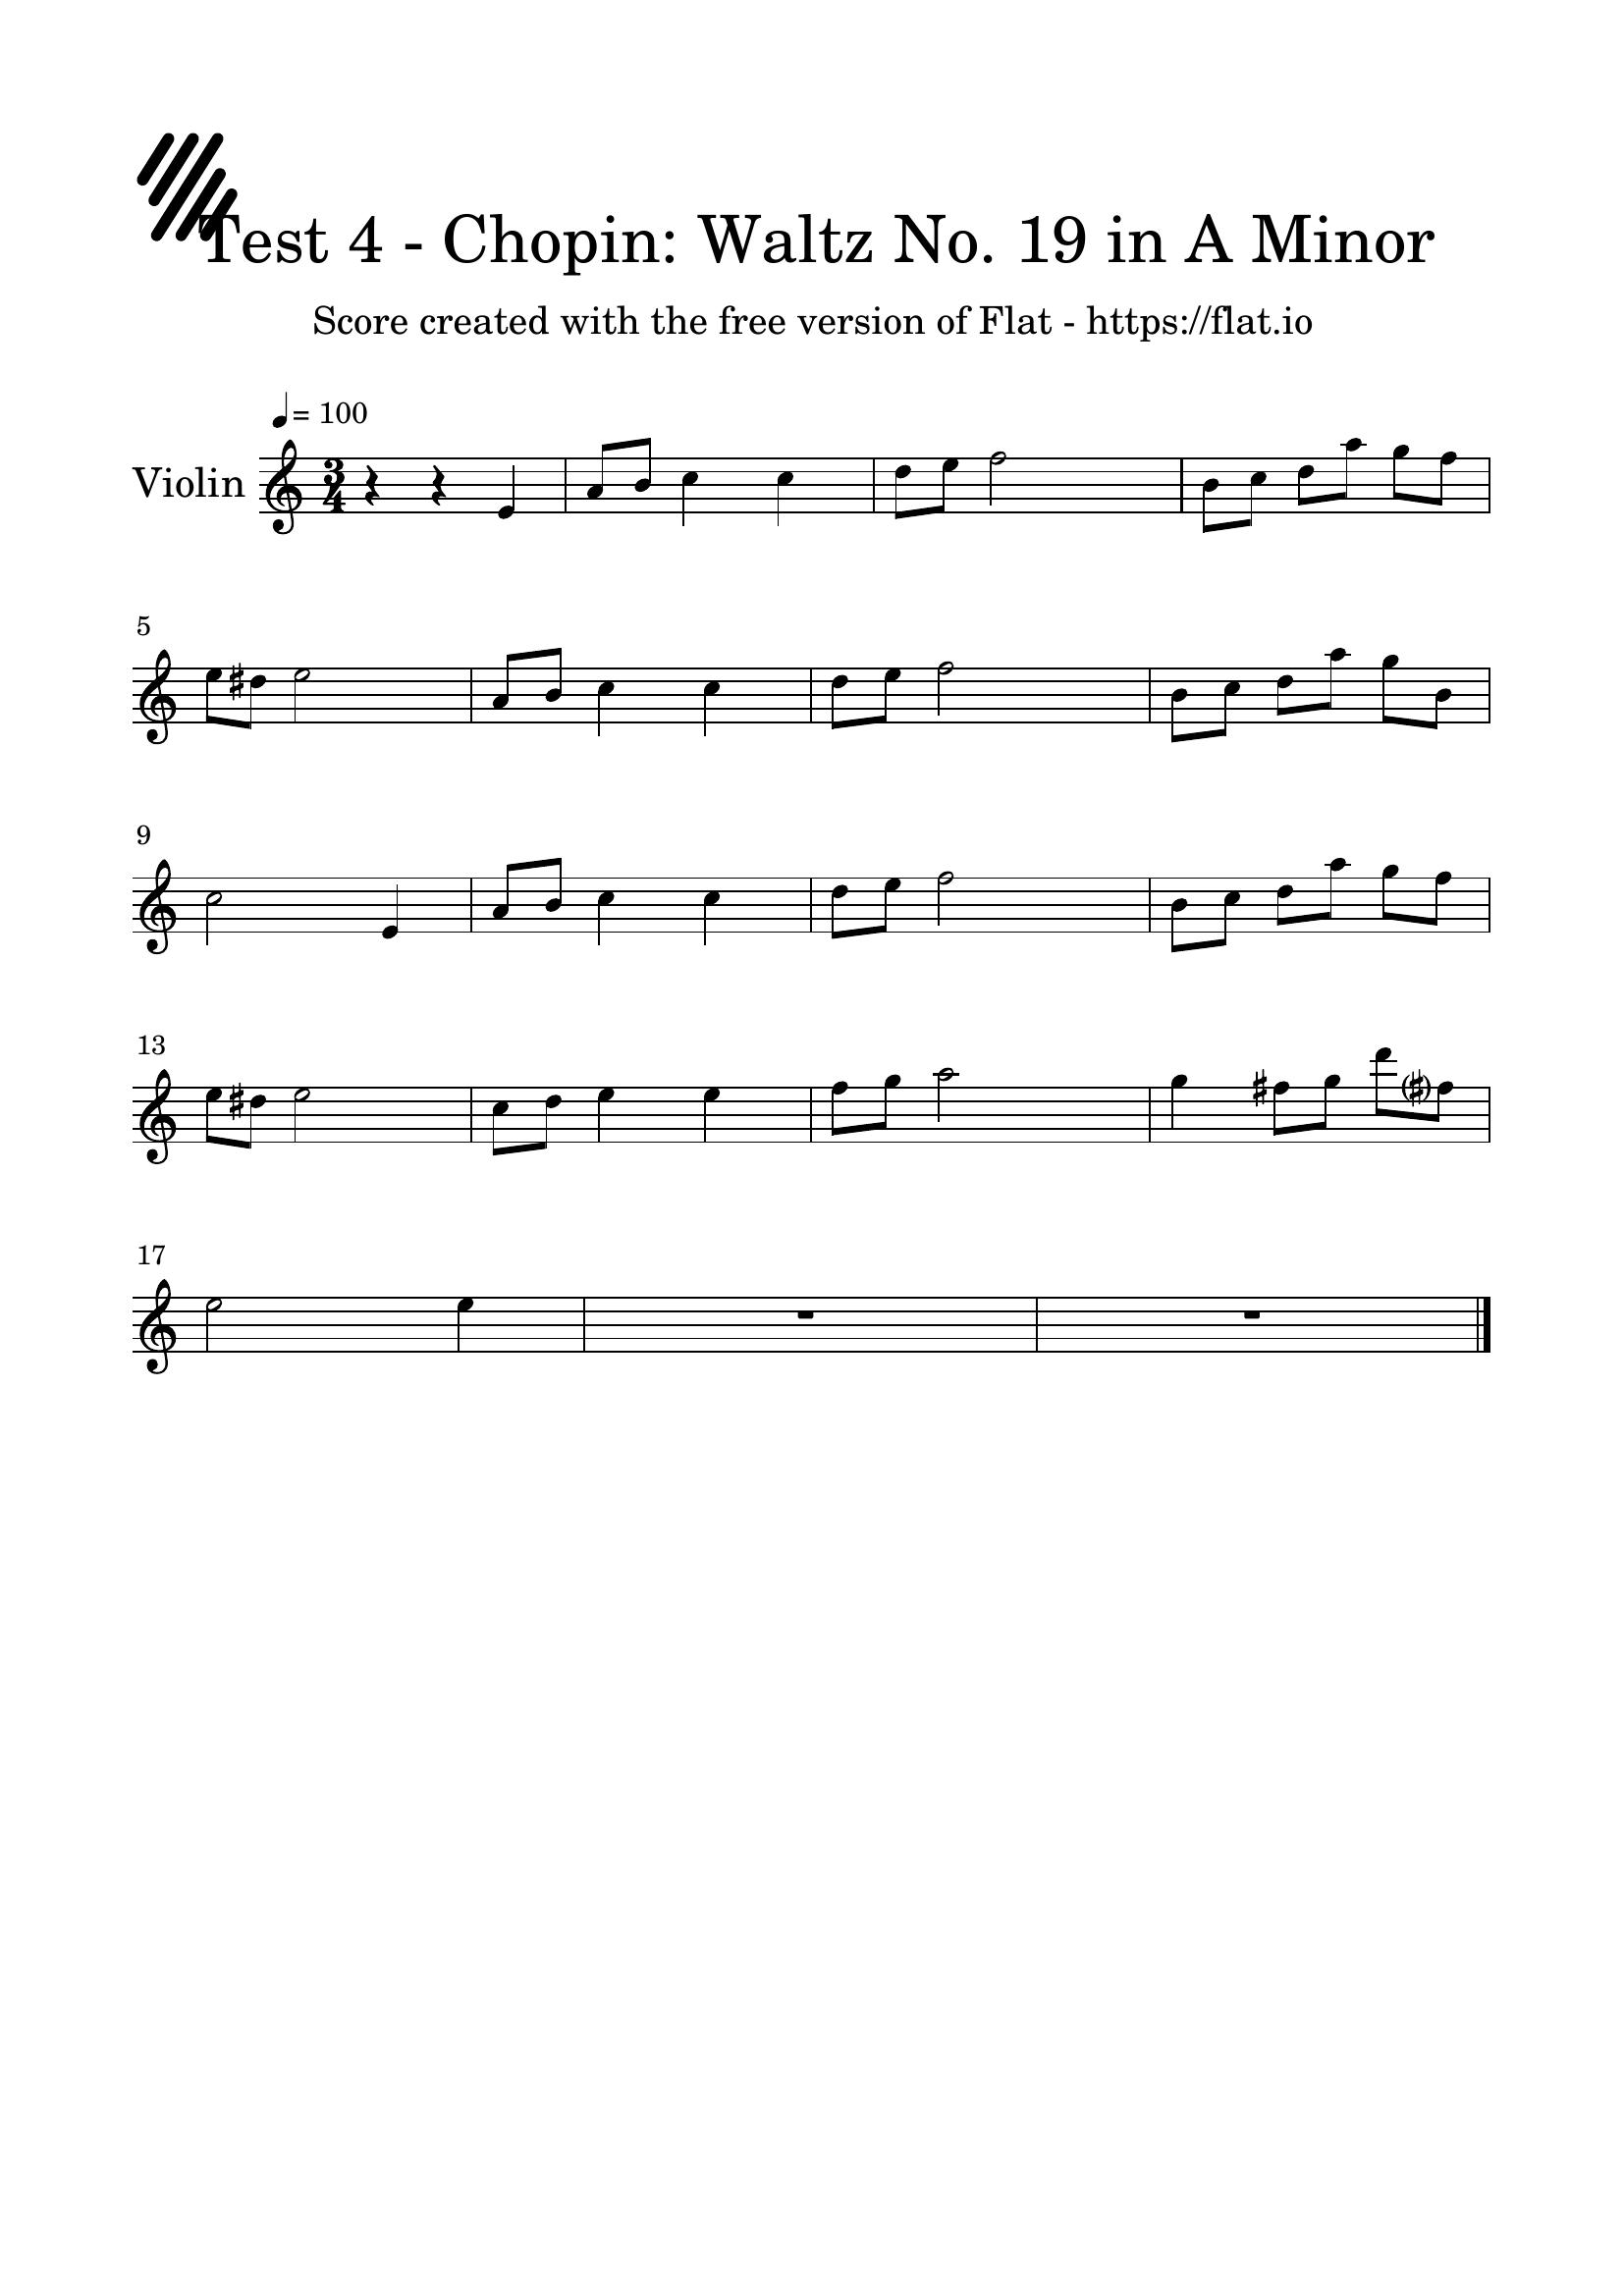 Test 4 - Chopin: Waltz No. 19 in A Minor
Score created with the free version of Flat - https://flat.io
= 100
Violin
3
4
5
9
13
17